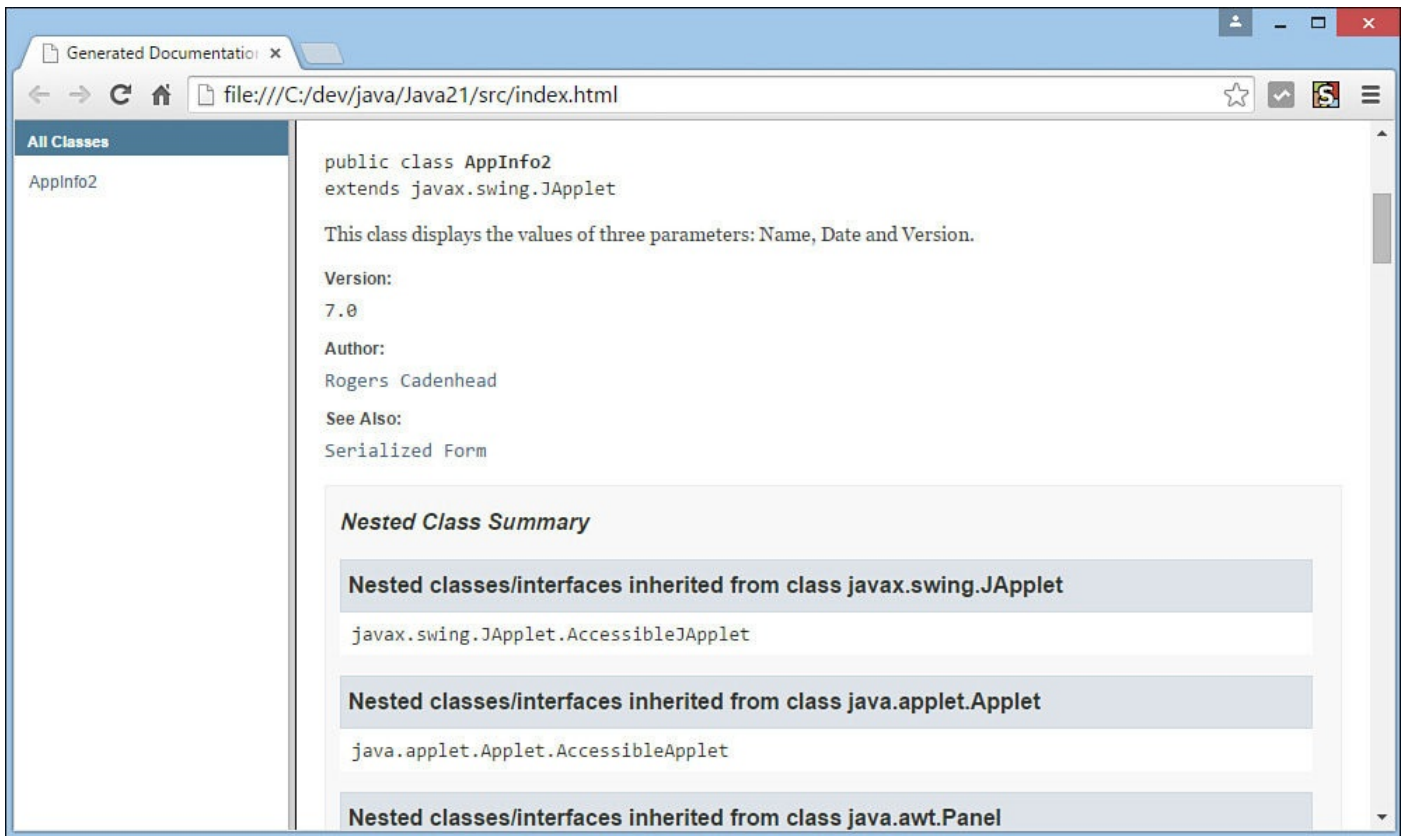 Generated Documentation
file:///C:/dev/java/Java21/src/index.html
All Classes
AppInfo2
public class AppInfo2
extends javax.swing.JApplet
This class displays the values of three parameters: Name, Date and Version.
Version:
7.0
Author:
Rogers Cadenhead
See Also:
Serialized Form
Nested Class Summary
Nested classes/interfaces inherited from class javax.swing.JApplet
javax.swing.JApplet.AccessibleJApplet
Nested classes/interfaces inherited from class java.applet.Applet
java.applet.Applet.AccessibleApplet
Nested classes/interfaces inherited from class java.awt.Panel